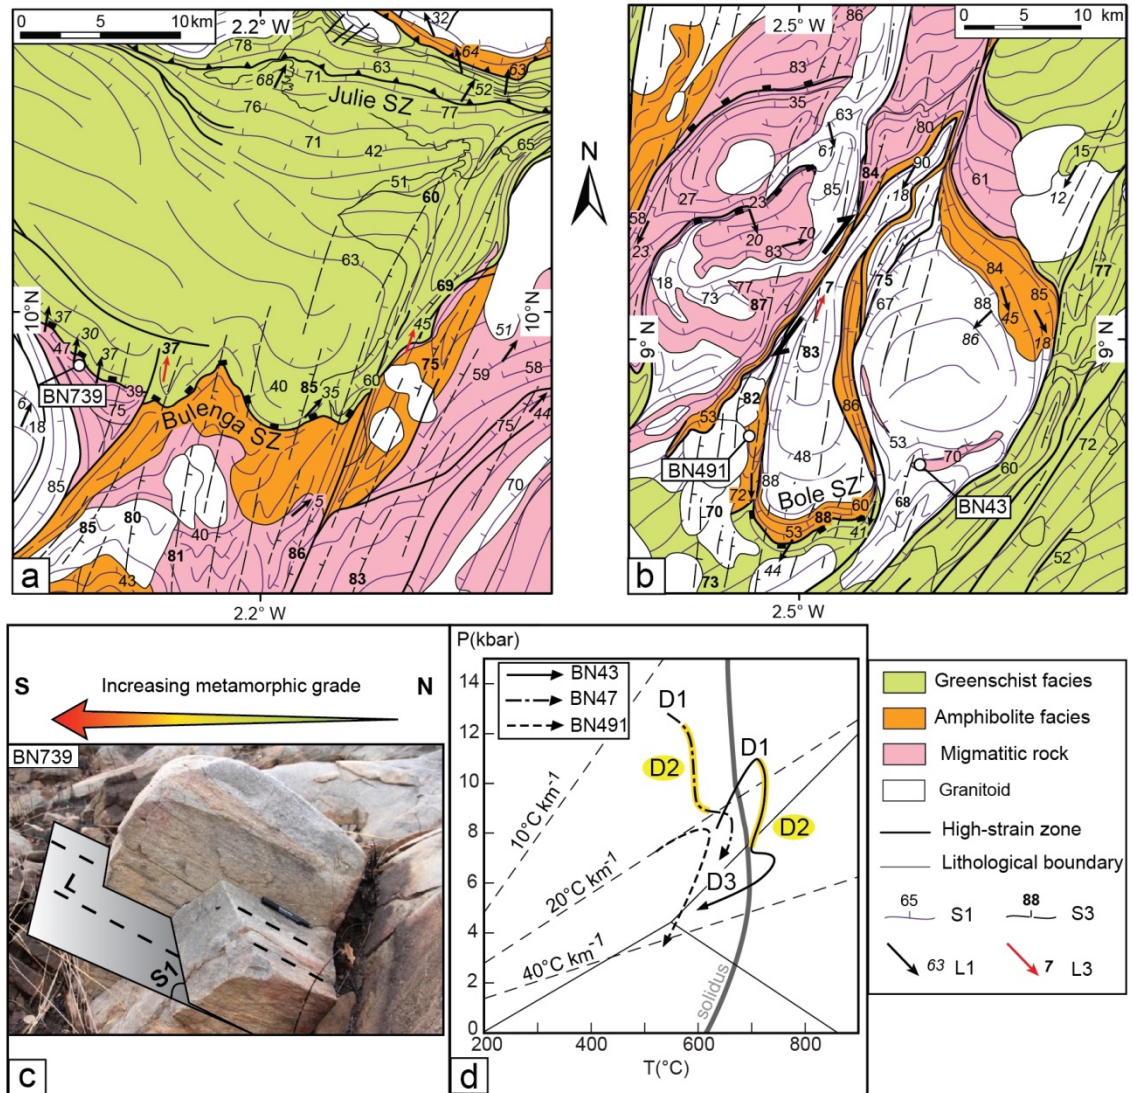 0 5 10 km
2.2° W
32
64
78
63
63
71
68
52
Julie SZ
76
77
71
65
42
51
60
63
69
10°N
10°N
37
30
45
51
47
37
37
BN739
39
40
85
35
60
75
58
59
75
Bulenga SZ
6
18
44
75
85
5
70
85
80
40
81
86
83
43
a
2.2° W
N
0 5 10 km
2.5° W
86
83
35
63
80
15
61
84
90
85
61
12
27
23
18
58
20
70
77
23
83
75
84
18
77
7
67
88
85
73
87
45
86
18
9° N
9° N
83
82
86
53
53
BN491
48
70
72
88
60
BN43
72
Bole SZ
60
70
53
88
68
41
52
73
44
b
2.5° W
S
Increasing metamorphic grade
N
BN739
L
S1
c
P(kbar)
14
12
10
8
6
4
2
0
BN43
BN47
BN491
D1
D2
D1
D2
D3
10°C km-1
20°C km-1
40°C km-1
solidus
200 400 600 800
T(°C)
d
Greenschist facies
Amphibolite facies
Migmatitic rock
Granitoid
High-strain zone
Lithological boundary
65 S1
88 S3
63 L1
7 L3